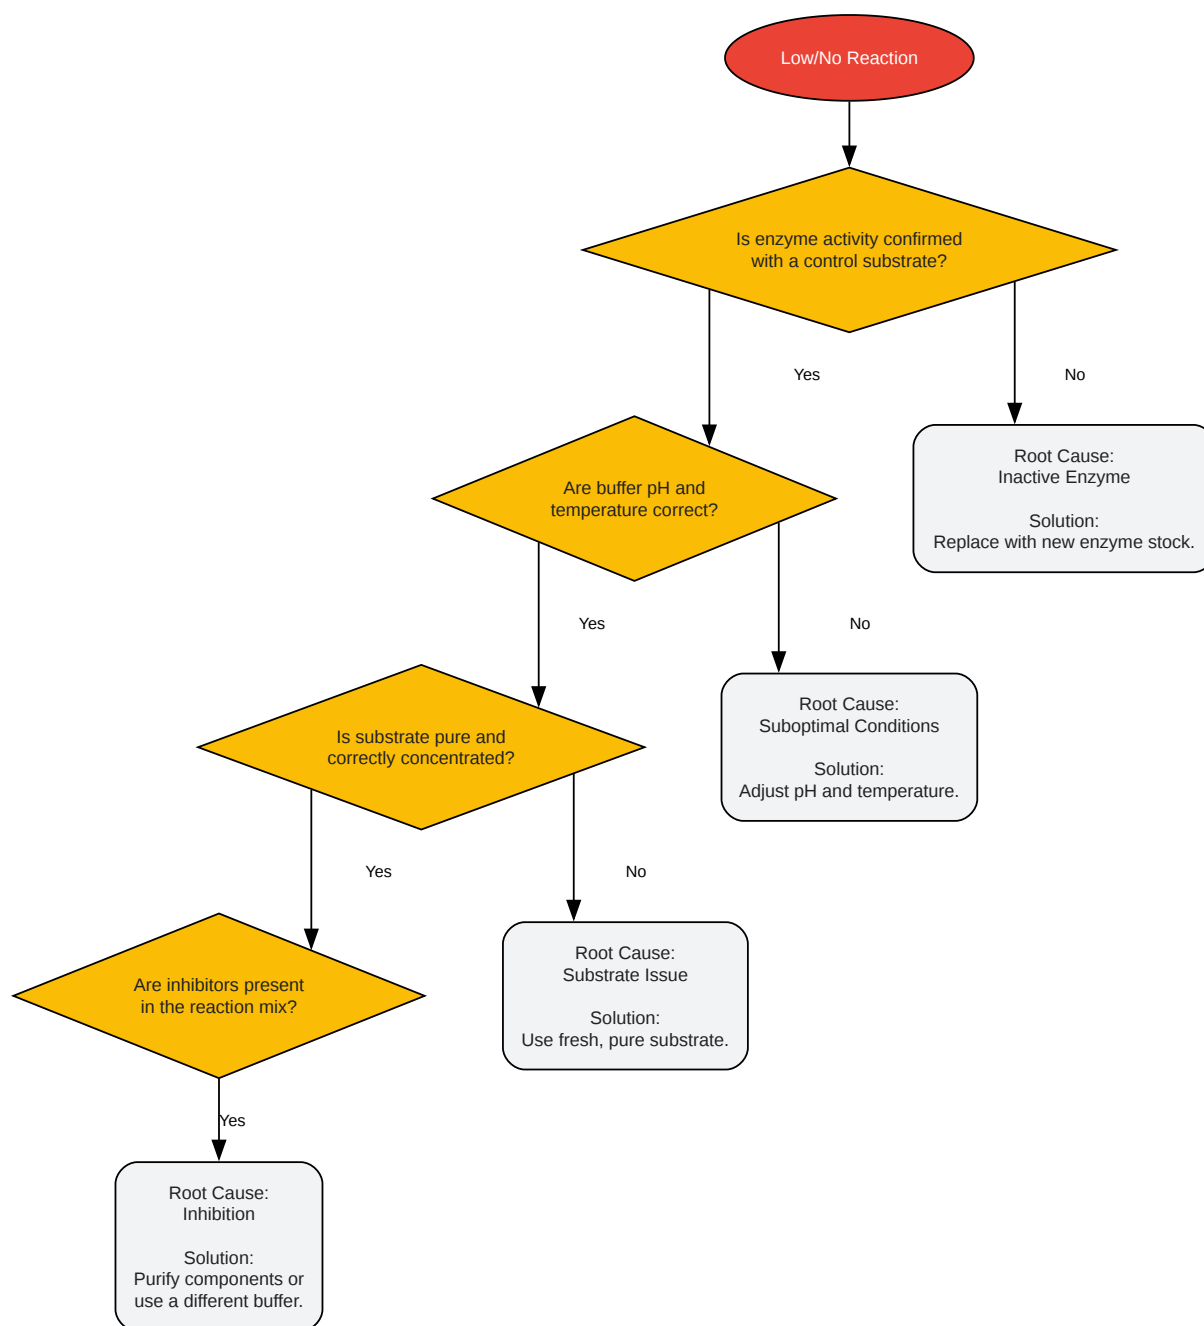 Low/No Reaction
Is enzyme activity confirmed
with a control substrate?
Yes
No
Are buffer pH and
temperature correct?
Root Cause:
Inactive Enzyme
Solution:
Replace with new enzyme stock.
Yes
No
Is substrate pure and
correctly concentrated?
Root Cause:
Suboptimal Conditions
Solution:
Adjust pH and temperature.
Yes
No
Are inhibitors present
in the reaction mix?
Root Cause:
Substrate Issue
Solution:
Use fresh, pure substrate.
Yes
Root Cause:
Inhibition
Solution:
Purify components or
use a different buffer.